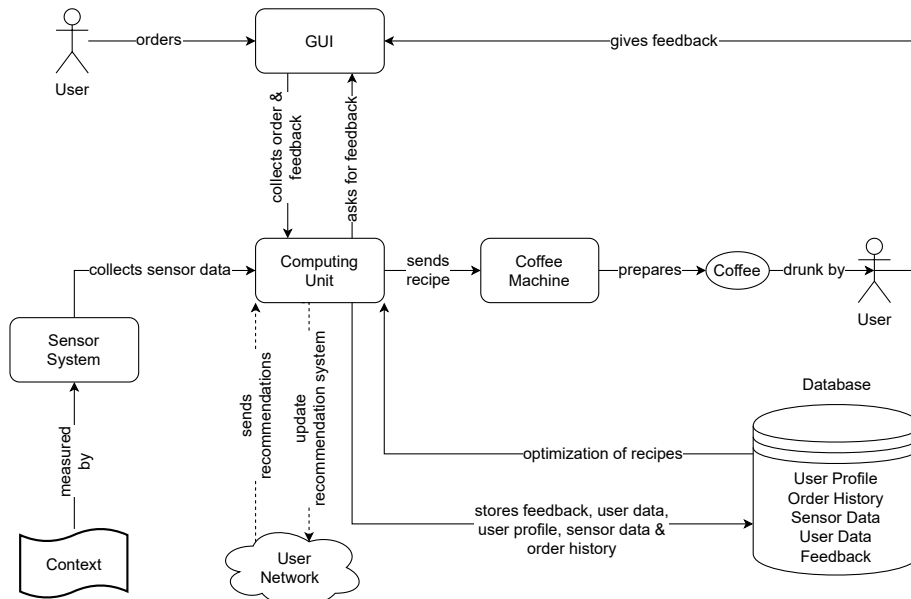 orders
GUI
gives feedback
User
collects order &
feedback
asks for feedback
collects sensor data
Computing
Unit
sends
recipe
Coffee
Machine
prepares
Coffee
drunk by
User
Sensor
System
sends
recommendations
update
recommendation system
Database
measured
by
optimization of recipes
User Profile
Order History
Sensor Data
User Data
Feedback
stores feedback, user data,
user profile, sensor data &
order history
Context
User
Network